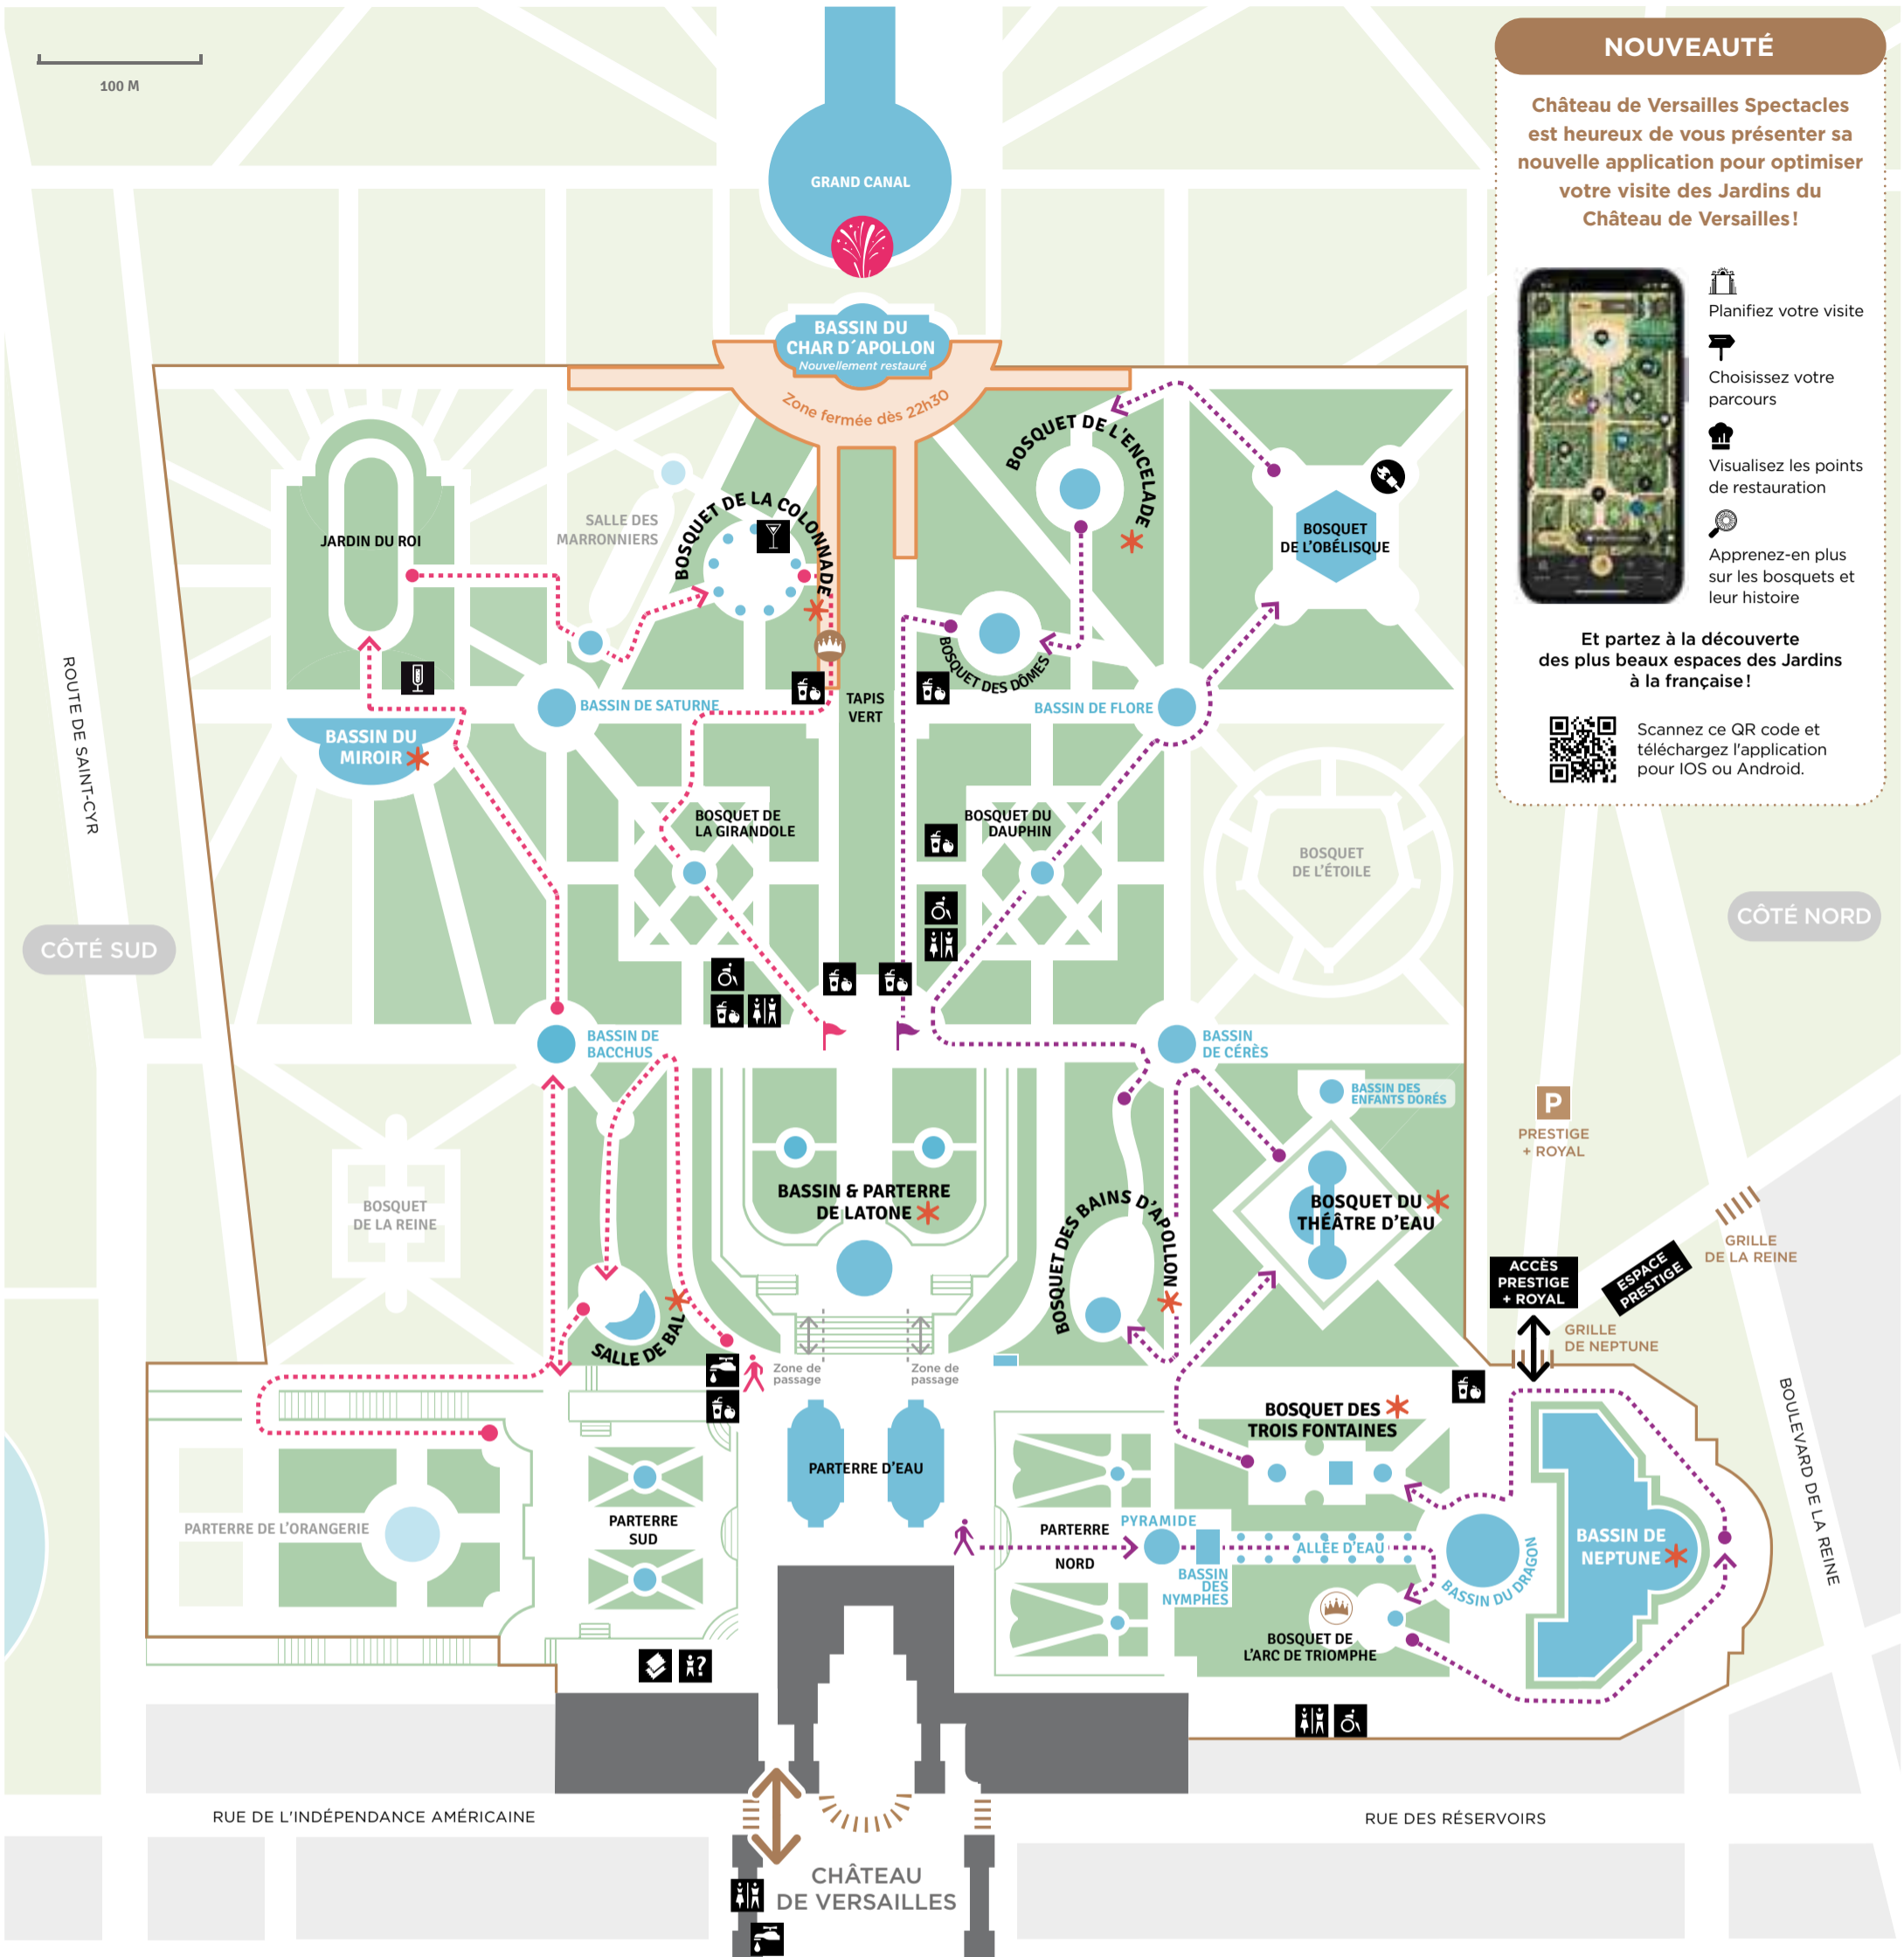 100 M
GRAND CANAL
NOUVEAUTÉ
Château de Versailles Spectacles
est heureux de vous présenter sa
nouvelle application pour optimiser
votre visite des Jardins du
Château de Versailles !
Planifiez votre visite
Choisissez votre
parcours
Visualisez les points
de restauration
Apprenez-en plus
sur les bosquets et
leur histoire
Et partez à la découverte
des plus beaux espaces des Jardins
à la française !
Scannez ce QR code et
téléchargez l'application
pour IOS ou Android.
BASSIN DU
CHAR D´APOLLON
Nouvellement restauré
Zone fermée dès 22h30
BOSQUET DE L'ENCELADE
JARDIN DU ROI
SALLE DES
MARRONNIERS
BOSQUET DE LA COLONNADE
BOSQUET
DE L'OBÉLISQUE
BOSQUET DES DÔMES
ROUTE DE SAINT-CYR
BASSIN DE SATURNE
TAPIS
VERT
BASSIN DE FLORE
BASSIN DU
MIROIR
BOSQUET DE
LA GIRANDOLE
BOSQUET DU
DAUPHIN
BOSQUET
DE L'ÉTOILE
CÔTÉ SUD
CÔTÉ NORD
BASSIN DE
BACCHUS
BASSIN
DE CÉRÈS
BASSIN DES
ENFANTS DORÉS
P
PRESTIGE
+ ROYAL
BOSQUET
DE LA REINE
BASSIN & PARTERRE
DE LATONE
BOSQUET DES BAINS D'APOLLON
BOSQUET DU
THÉÂTRE D'EAU
GRILLE
DE LA REINE
ACCÈS
PRESTIGE
+ ROYAL
ESPACE
PRESTIGE
GRILLE
DE NEPTUNE
SALLE DE BAL
Zone de
passage
Zone de
passage
BOSQUET DES
TROIS FONTAINES
BOULEVARD DE LA REINE
PARTERRE D'EAU
PARTERRE DE L'ORANGERIE
PARTERRE
SUD
PARTERRE
NORD
PYRAMIDE
BASSIN
DES
NYMPHES
ALLÉE D'EAU
BASSIN DU DRAGON
BASSIN DE
NEPTUNE
BOSQUET DE
L'ARC DE TRIOMPHE
?
RUE DE L'INDÉPENDANCE AMÉRICAINE
RUE DES RÉSERVOIRS
CHÂTEAU
DE VERSAILLES